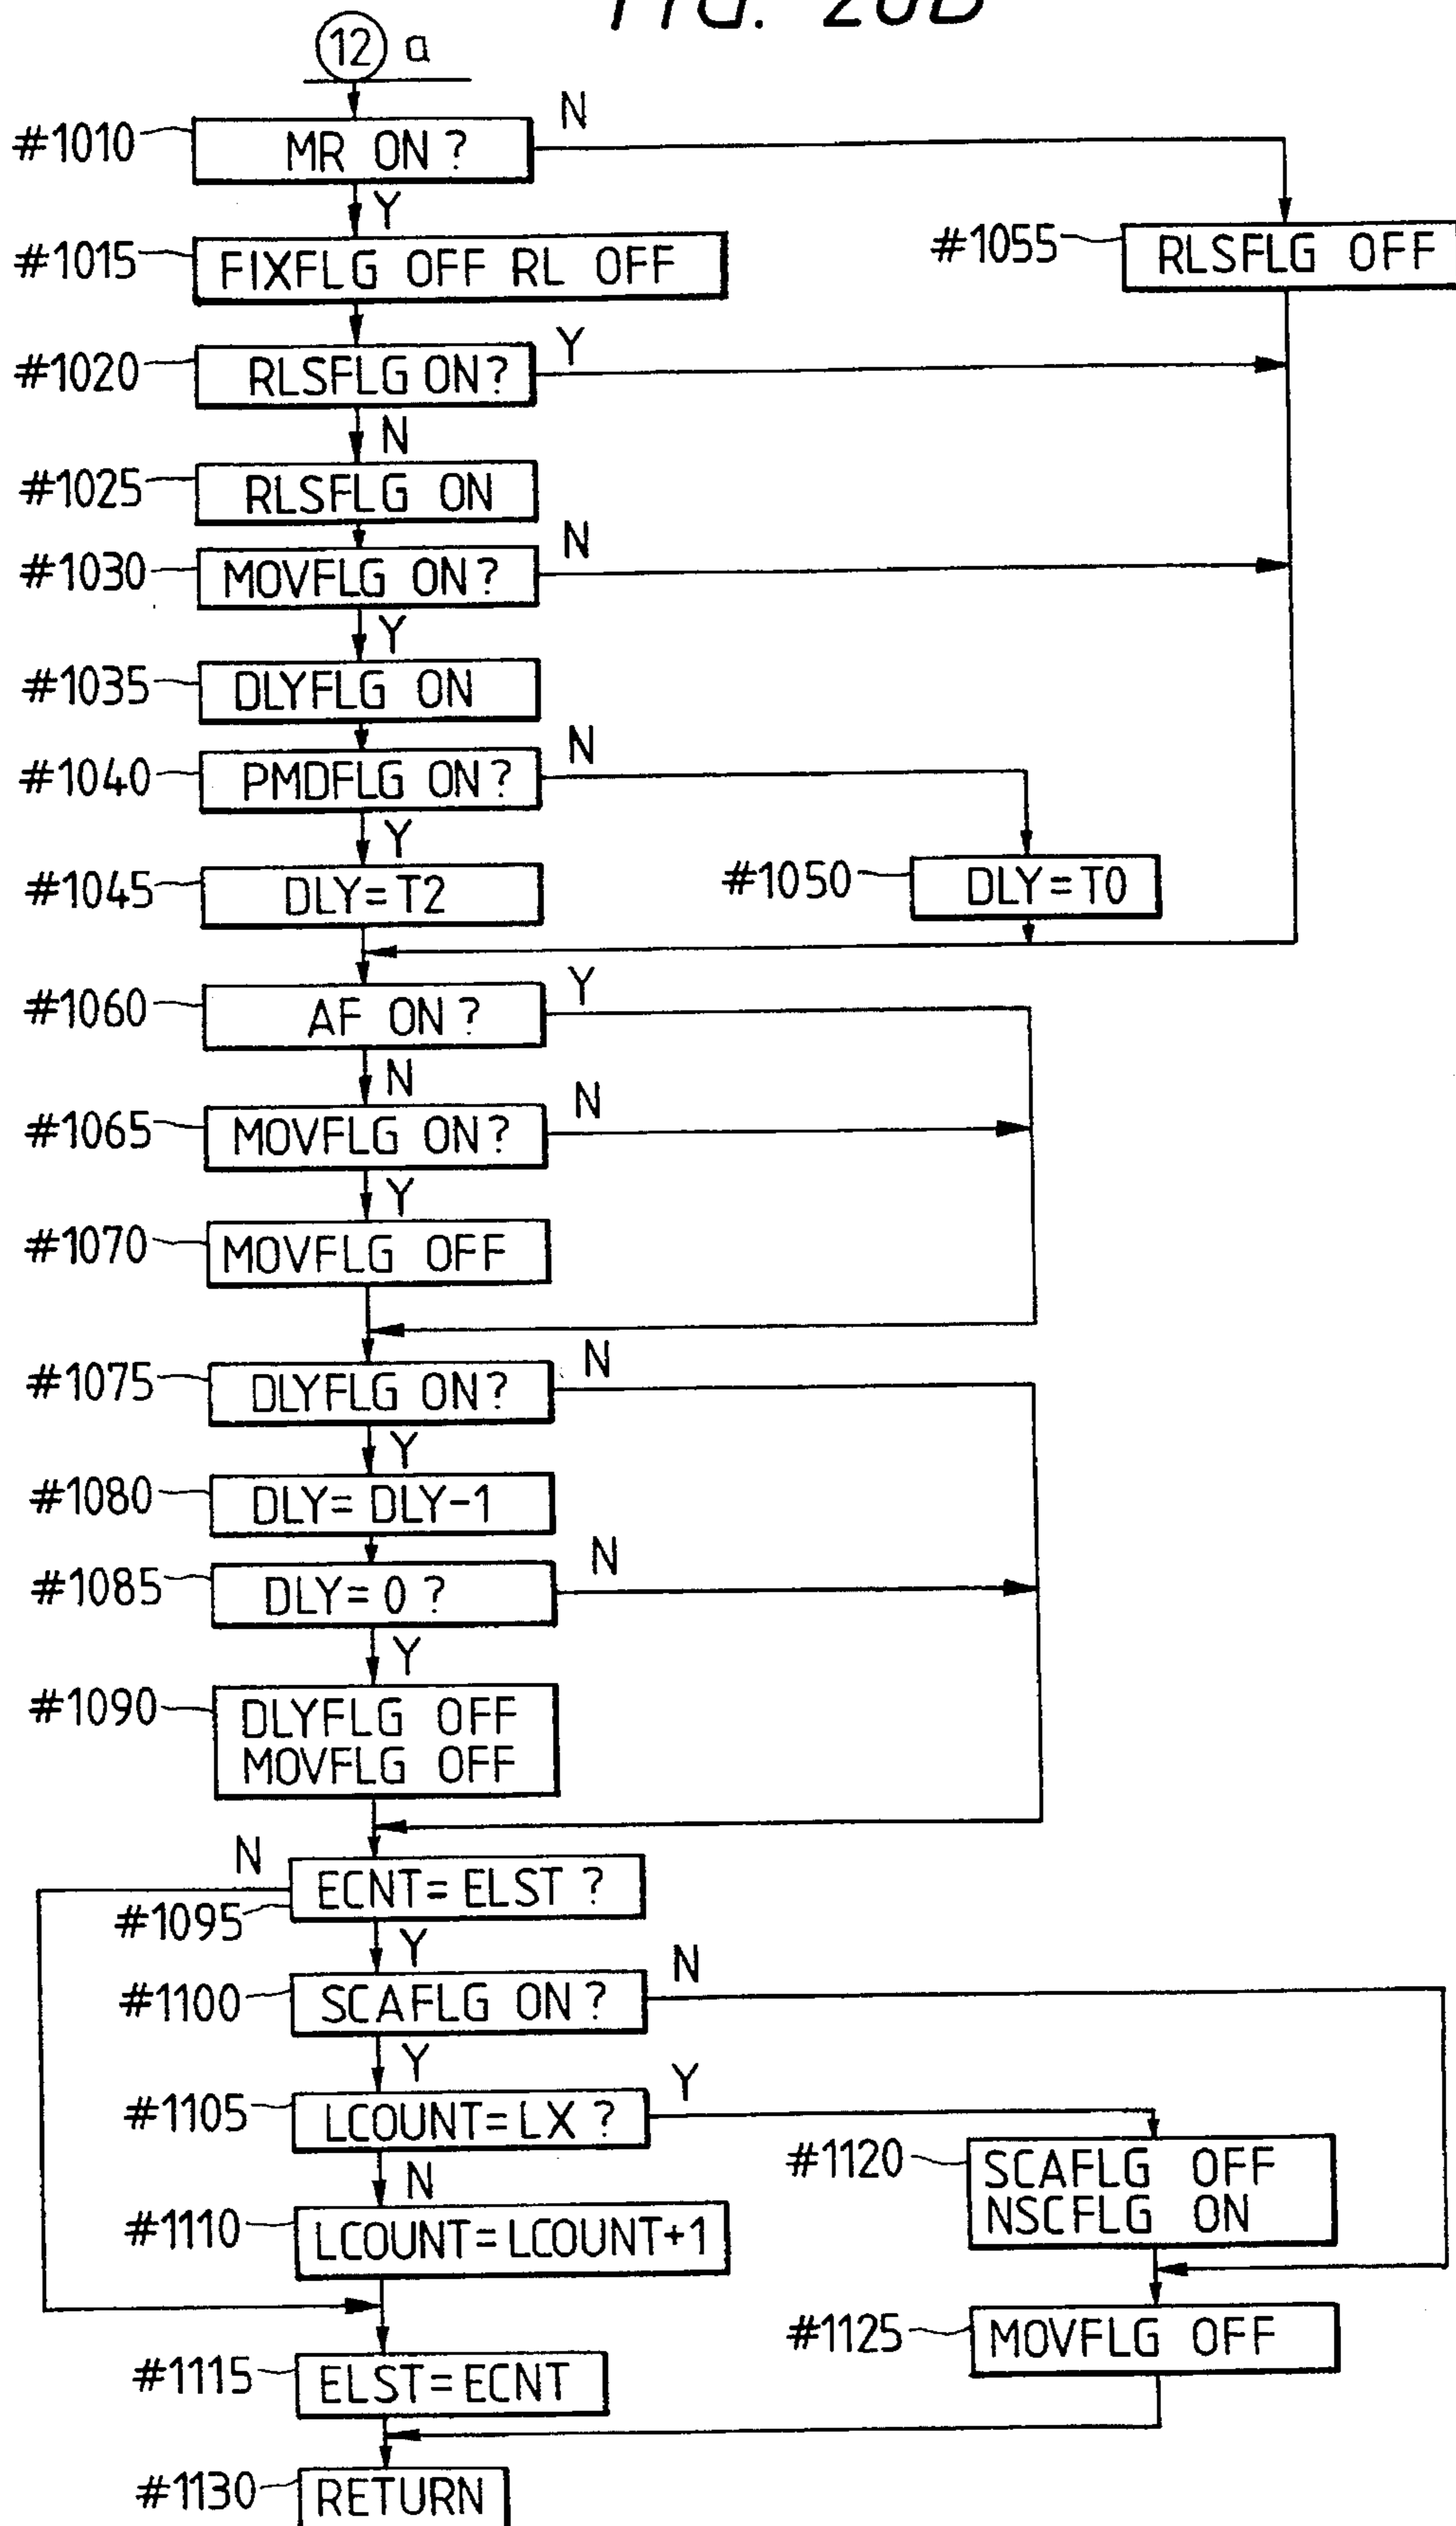 FIG. 20B
12 a
#1010 MR ON? N
Y
#1015 FIXFLG OFF RL OFF
#1055 RLSFLG OFF
#1020 RLSFLG ON? Y
N
#1025 RLSFLG ON
#1030 MOVFLG ON? N
Y
#1035 DLYFLG ON
#1040 PMDFLG ON? N
Y
#1045 DLY=T2
#1050 DLY=T0
#1060 AF ON? Y
N
#1065 MOVFLG ON? N
Y
#1070 MOVFLG OFF
#1075 DLYFLG ON? N
Y
#1080 DLY=DLY-1
#1085 DLY=0? N
Y
#1090 DLYFLG OFF
MOVFLG OFF
N
#1095 ECNT=ELST?
Y
#1100 SCAFLG ON? N
Y
#1105 LCOUNT=LX? Y
N
#1120 SCAFLG OFF
NSCFLG ON
#1110 LCOUNT=LCOUNT+1
#1125 MOVFLG OFF
#1115 ELST=ECNT
#1130 RETURN